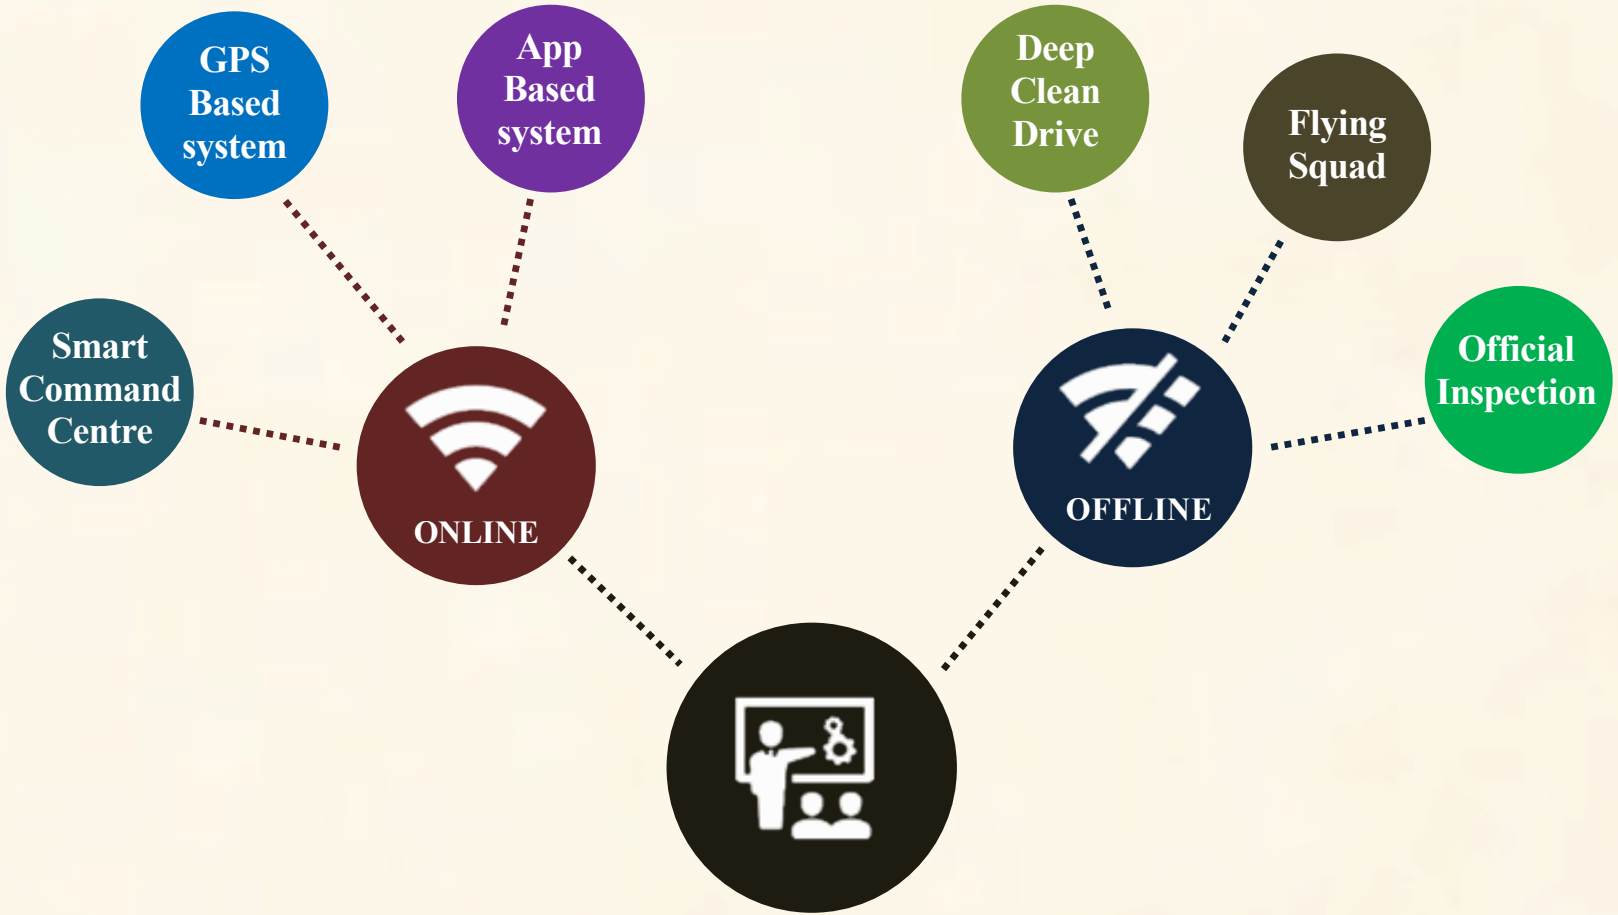 GPS
Based
system
App
Based
system
Deep
Clean
Drive
Flying
Squad
Smart
Command
Centre
Official
Inspection
ONLINE
OFFLINE